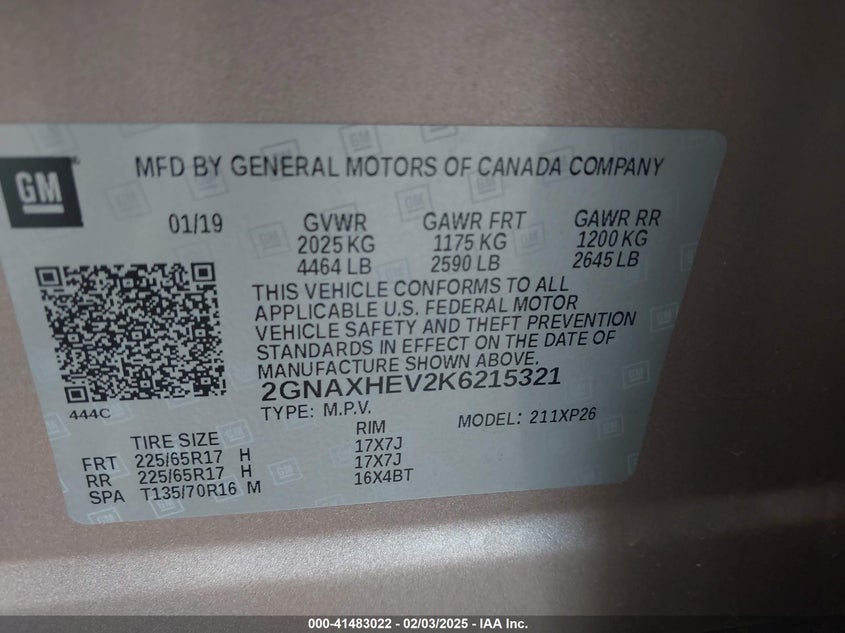 GM
MFD BY GENERAL MOTORS OF CANADA COMPANY
01/19 GVWR GAWR FRT GAWR RR
2025 KG 1175 KG 1200 KG
4464 LB 2590 LB 2645 LB
THIS VEHICLE CONFORMS TO ALL
APPLICABLE U.S. FEDERAL MOTOR
VEHICLE SAFETY AND THEFT PREVENTION
STANDARDS IN EFFECT ON THE DATE OF
MANUFACTURE SHOWN ABOVE.
2GNAXHEV2K6215321
444C TYPE: M.P.V. MODEL: 211XP26
TIRE SIZE RIM
FRT 225/65R17 H 17X7J
RR 225/65R17 H 17X7J
SPA T135/70R16 M 16X4BT
000-41483022 - 02/03/2025 - IAA Inc.